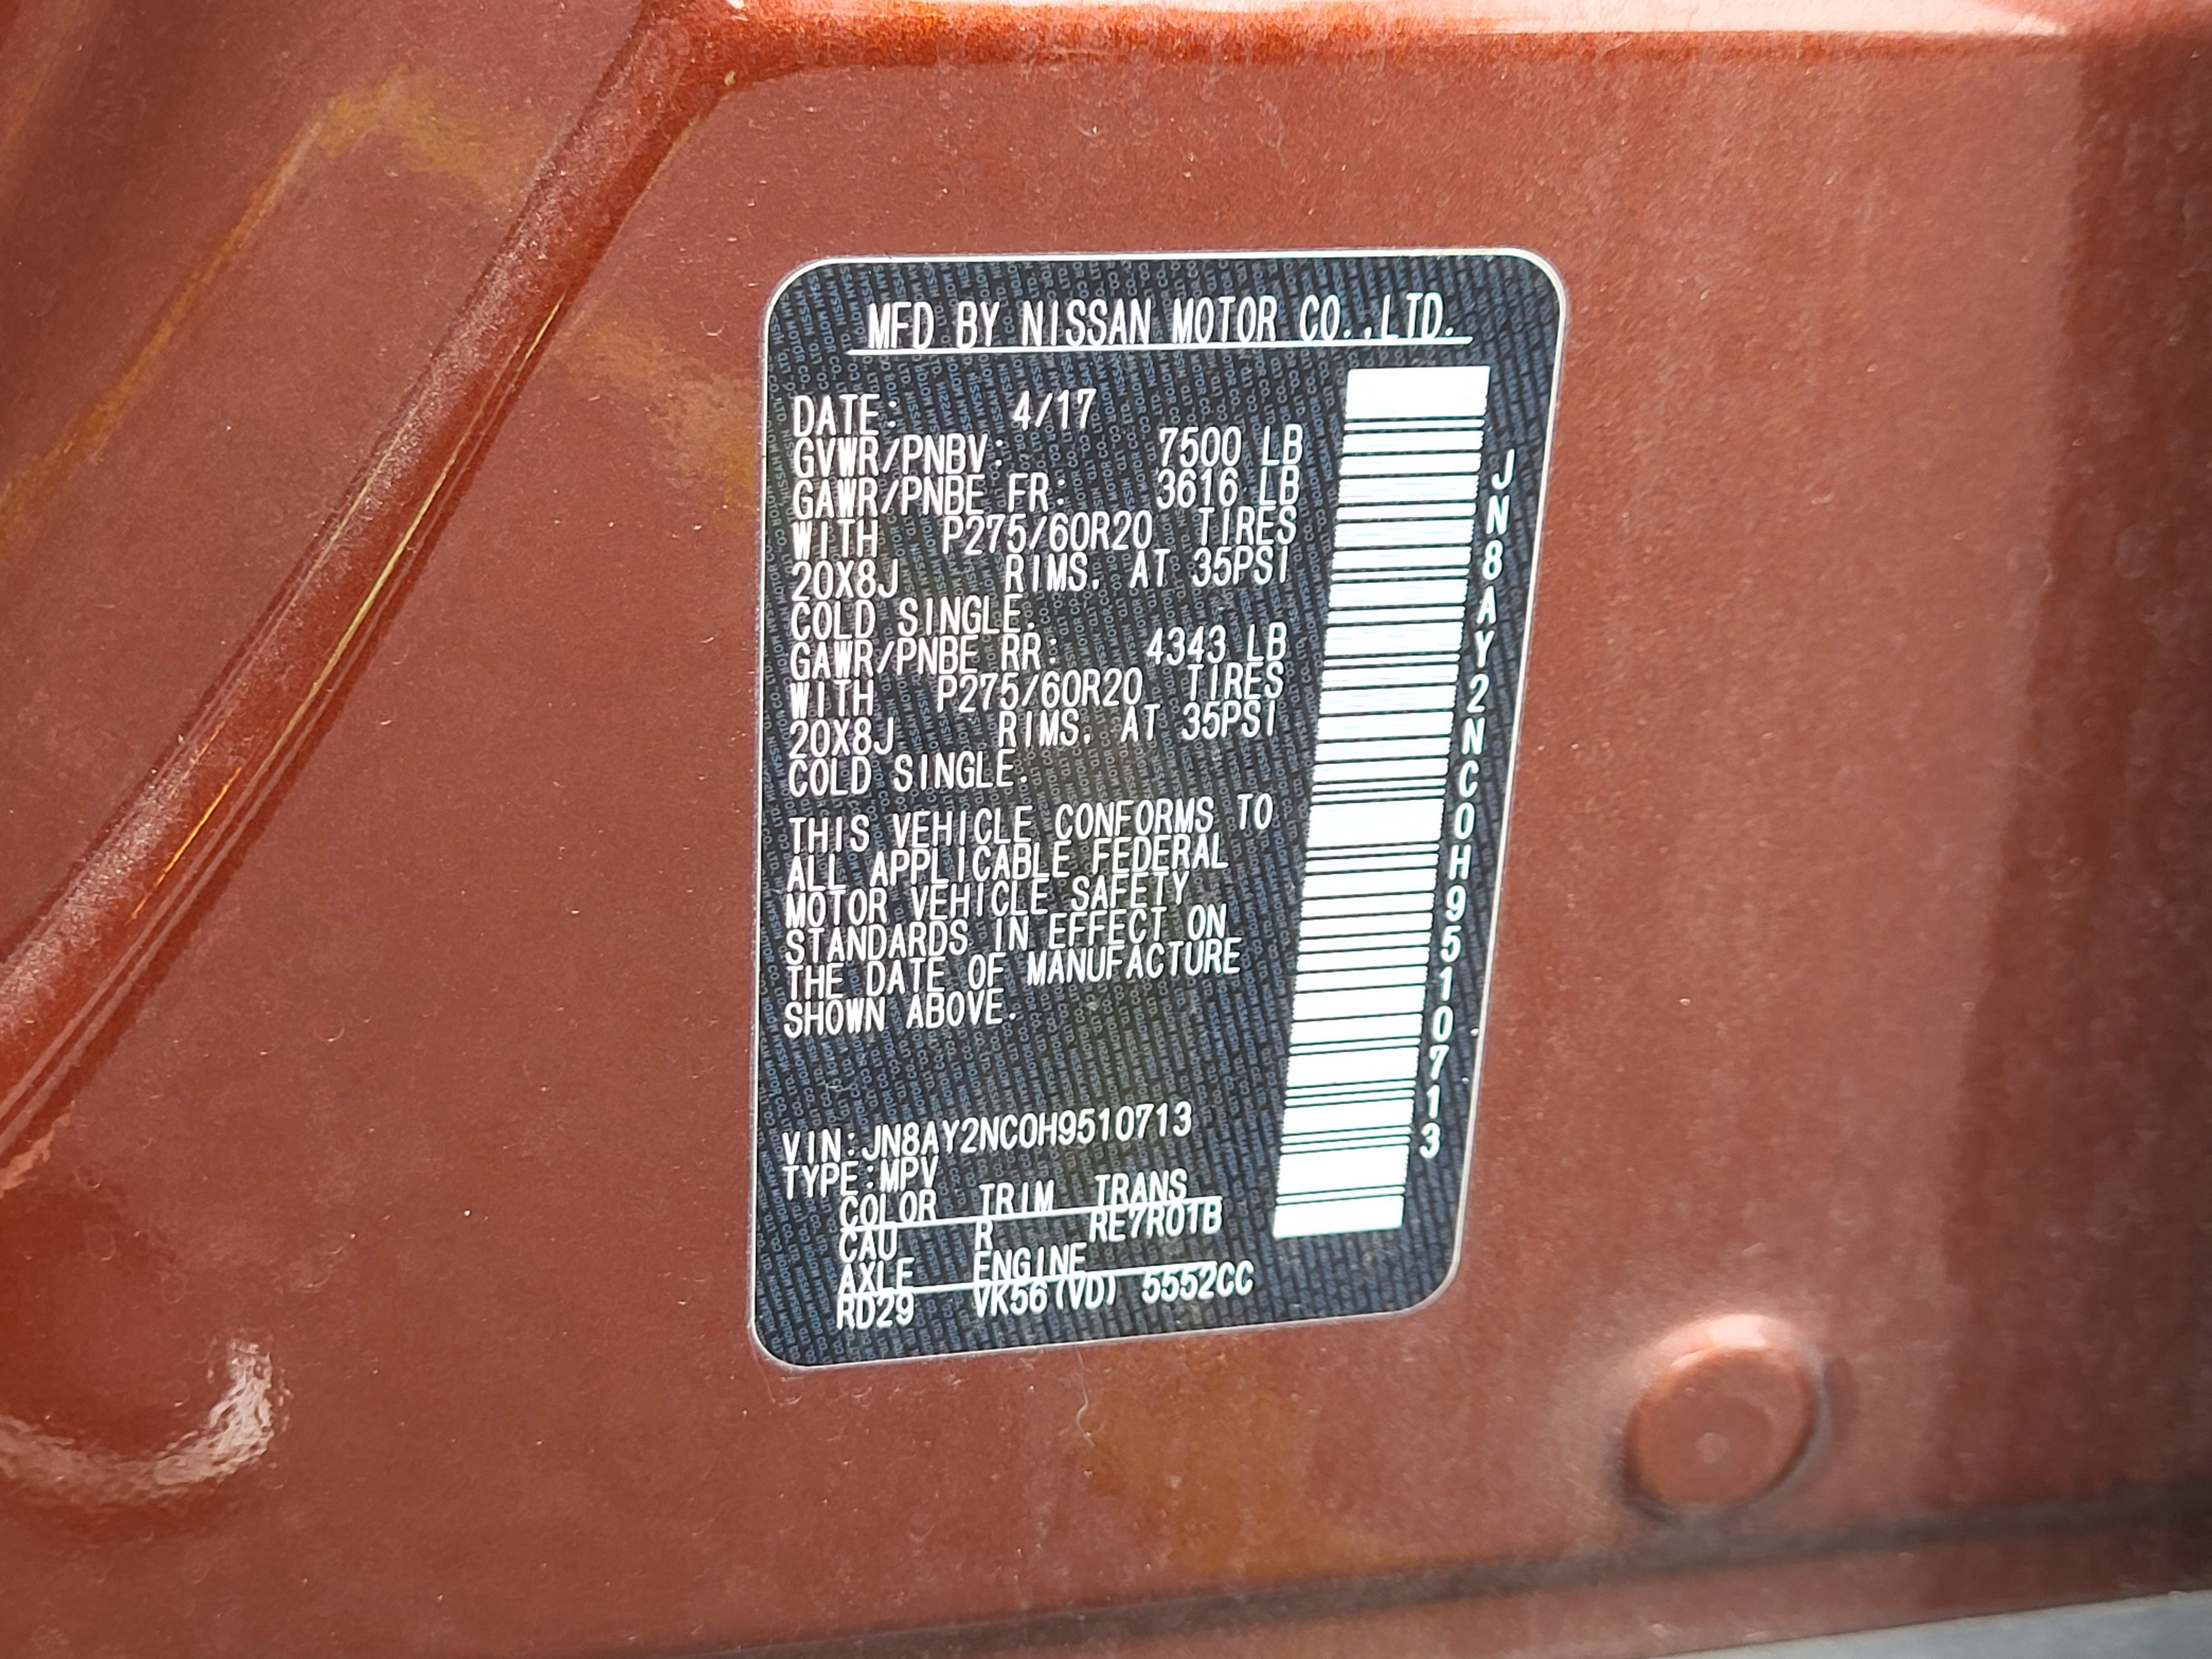 MFD BY NISSAN MOTOR CO.,LTD.
DATE: 4/17
GVWR/PNBV: 7500 LB
GAWR/PNBE FR: 3616 LB
WITH P275/60R20 TIRES
20X8J RIMS, AT 35PSI
COLD SINGLE.
GAWR/PNBE RR: 4343 LB
WITH P275/60R20 TIRES
20X8J RIMS, AT 35PSI
COLD SINGLE.
THIS VEHICLE CONFORMS TO
ALL APPLICABLE FEDERAL
MOTOR VEHICLE SAFETY
STANDARDS IN EFFECT ON
THE DATE OF MANUFACTURE
SHOWN ABOVE.
VIN:JN8AY2NC0H9510713
TYPE:MPV
COLOR TRIM TRANS
CAU R RE7R01B
AXLE ENGINE
RD29 VK56(VD) 5552CC
JN8AY2NC0H9510713